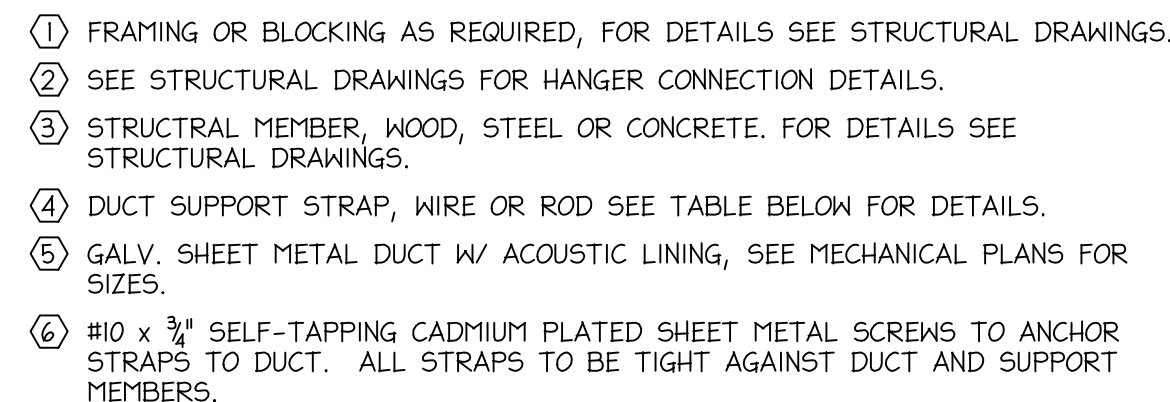 1 FRAMING OR BLOCKING AS REQUIRED, FOR DETAILS SEE STRUCTURAL DRAWINGS.
2 SEE STRUCTURAL DRAWINGS FOR HANGER CONNECTION DETAILS.
3 STRUCTRAL MEMBER, WOOD, STEEL OR CONCRETE. FOR DETAILS SEE
STRUCTURAL DRAWINGS.
4 DUCT SUPPORT STRAP, WIRE OR ROD SEE TABLE BELOW FOR DETAILS.
5 GALV. SHEET METAL DUCT W/ ACOUSTIC LINING, SEE MECHANICAL PLANS FOR
SIZES.
6 #10 x 3/4" SELF-TAPPING CADMIUM PLATED SHEET METAL SCREWS TO ANCHOR
STRAPS TO DUCT. ALL STRAPS TO BE TIGHT AGAINST DUCT AND SUPPORT
MEMBERS.